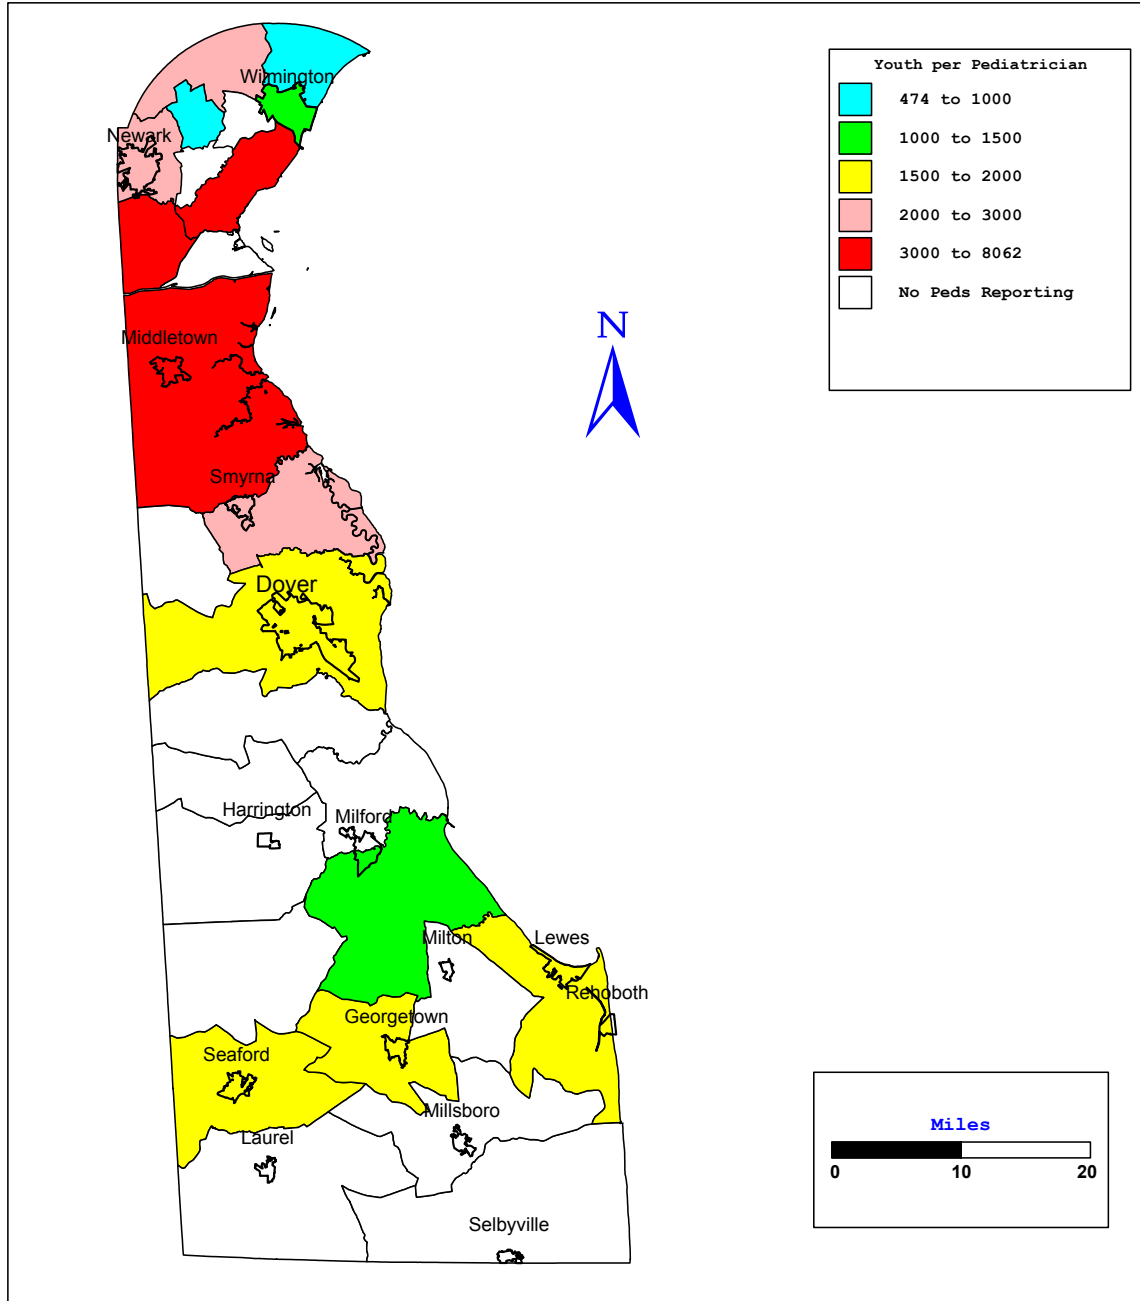 Wilmington
Youth per Pediatrician
474 to 1000
1000 to 1500
Newark
1500 to 2000
2000 to 3000
3000 to 8062
No Peds Reporting
N
Middletown
Smyrna
Dover
Harrington
Milford
Milton
Lewes
Rehoboth
Georgetown
Seaford
Millsboro
Laurel
Miles
0 10 20
Selbyville